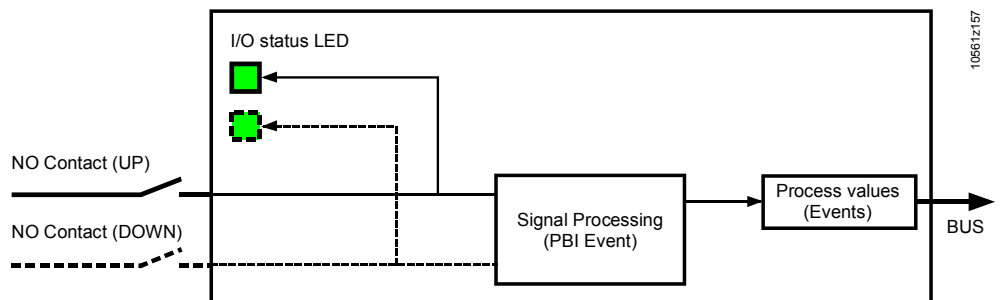 I/O status LED
10561z157
NO Contact (UP)
NO Contact (DOWN)
Signal Processing
(PBI Event)
Process values
(Events)
BUS